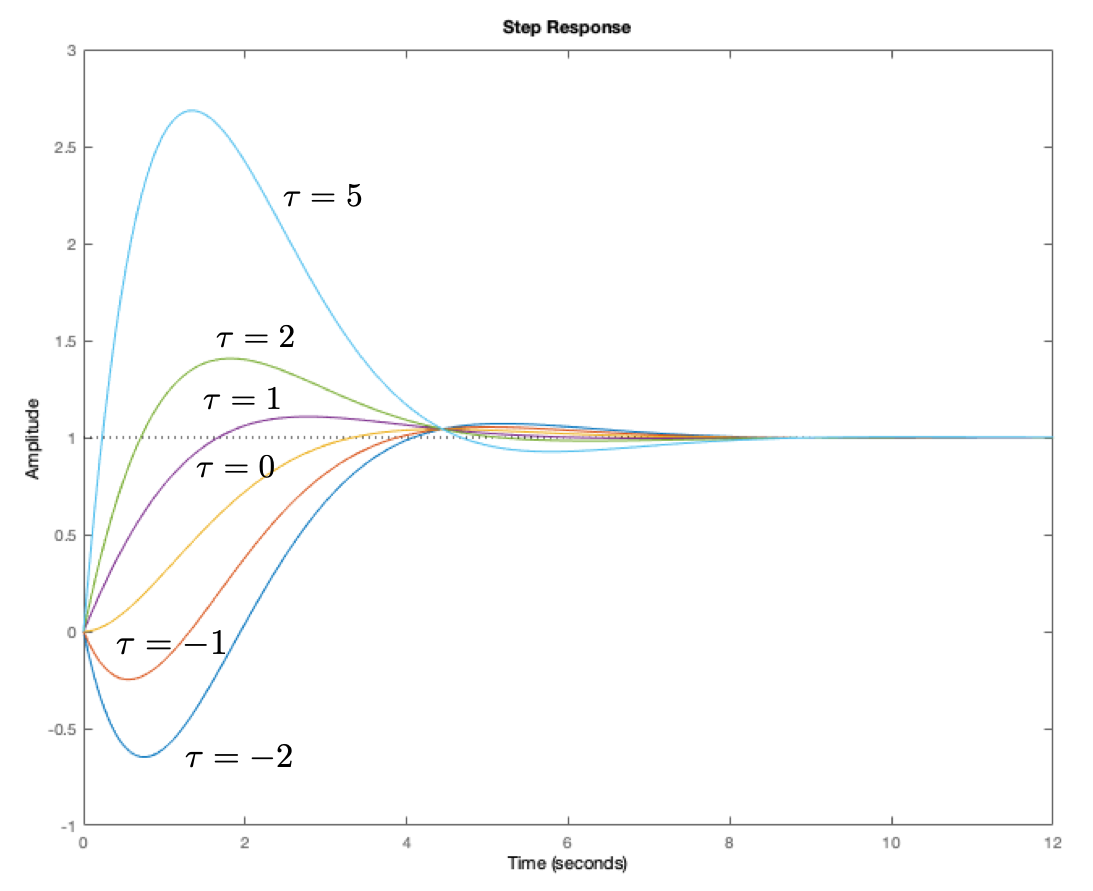 Step Response
3
2.5
τ = 5
2
τ = 2
1.5
τ = 1
Amplitude
1
τ = 0
0.5
0
τ = −1
-0.5
τ = −2
-1
0 2 4 6 8 10 12
Time (seconds)